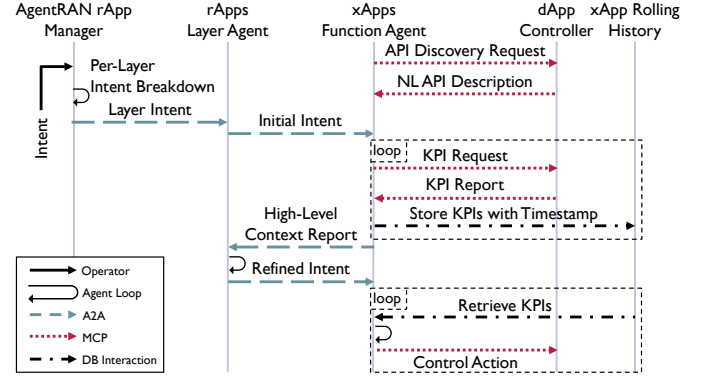 AgentRAN rApp
Manager
rApps
Layer Agent
xApps
Function Agent
dApp
Controller
xApp Rolling
History
API Discovery Request
NL API Description
Per-Layer
Intent Breakdown
Intent
Layer Intent
Initial Intent
loop
KPI Request
KPI Report
Store KPIs with Timestamp
High-Level
Context Report
Refined Intent
loop
Retrieve KPIs
Control Action
Operator
Agent Loop
A2A
MCP
DB Interaction